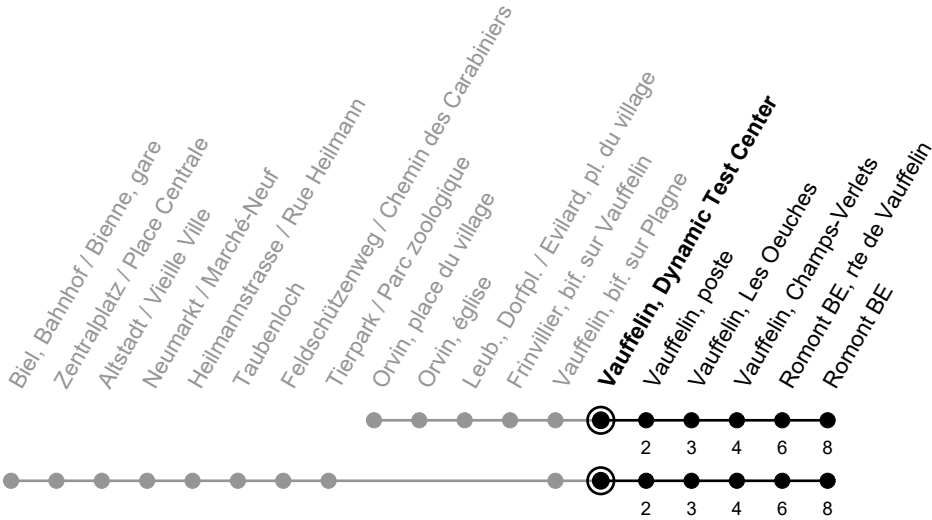 Biel, Bahnhof / Bienne, gare
Zentralplatz / Place Centrale
Altstadt / Vieille Ville
Neumarkt / Marché-Neuf
Heilmannstrasse / Rue Heilmann
Taubenloch
Feldschützenweg / Chemin des Carabiniers
Tierpark / Parc zoologique
Orvin, place du village
Orvin, église
Leub., Dorfpl. / Evilard, pl. du village
Frinvillier, bif. sur Vauffelin
Vauffelin, bif. sur Plagne
Vauffelin, Dynamic Test Center
Vauffelin, poste
Vauffelin, Les Oeuches
Vauffelin, Champs-Verlets
Romont BE, rte de Vauffelin
Romont BE
2 3 4 6 8
2 3 4 6 8